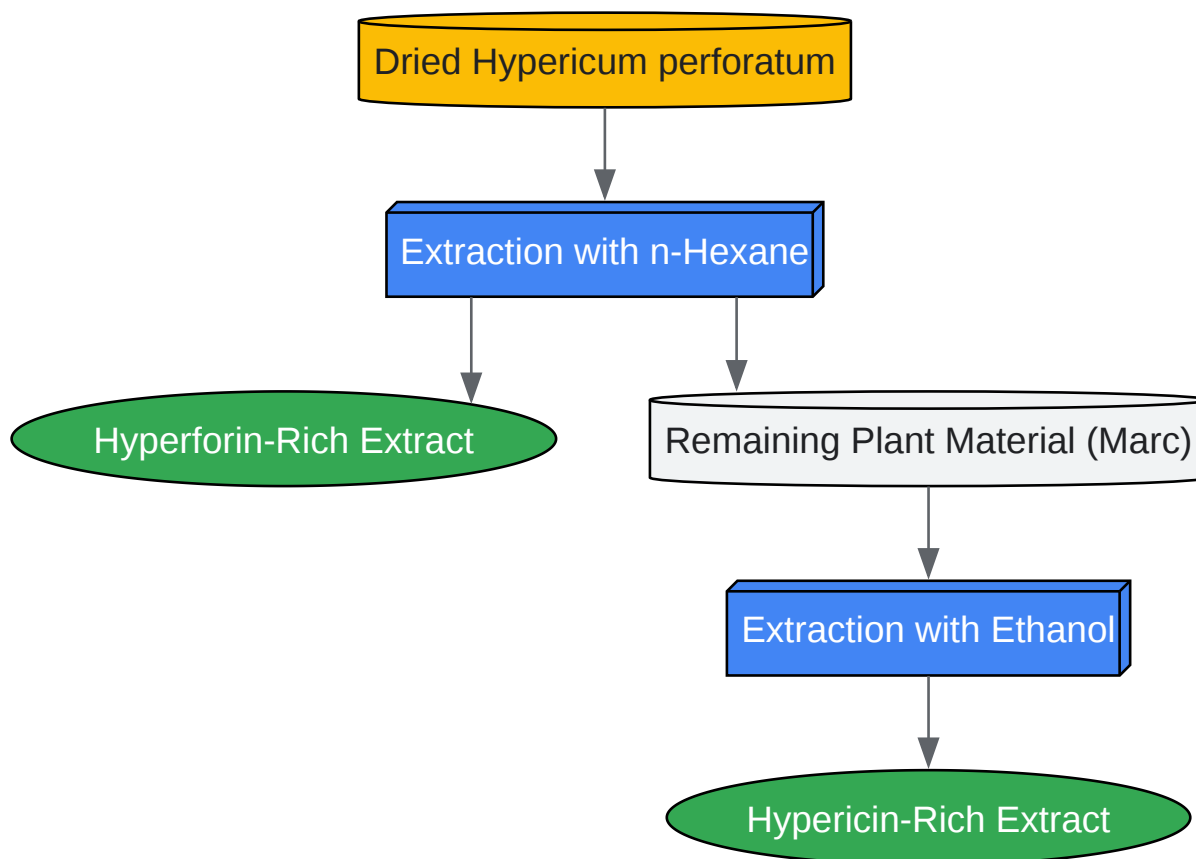 Dried Hypericum perforatum
Extraction with n-Hexane
Hyperforin-Rich Extract
Remaining Plant Material (Marc)
Extraction with Ethanol
Hypericin-Rich Extract